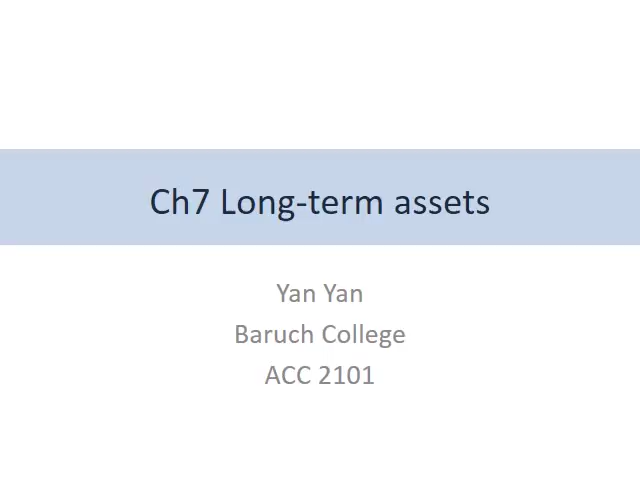 Ch7 Long-term assets
Yan Yan
Baruch College
ACC 2101